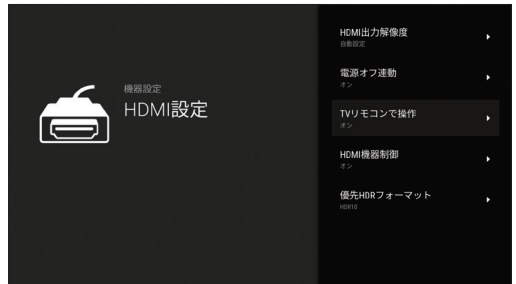 機器設定
HDMI設定
HDMI出力解像度
自動設定
電源オフ連動
オン
TVリモコンで操作
オン
HDMI機器制御
オン
優先HDRフォーマット
HDR10